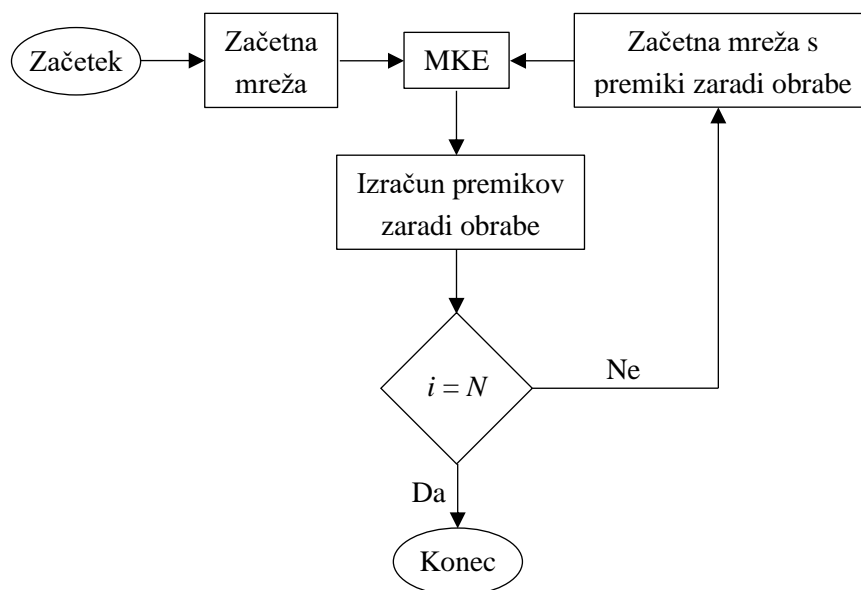 Začetek
Začetna
mreža
MKE
Začetna mreža s
premiki zaradi obrabe
Izračun premikov
zaradi obrabe
i = N
Ne
Da
Konec